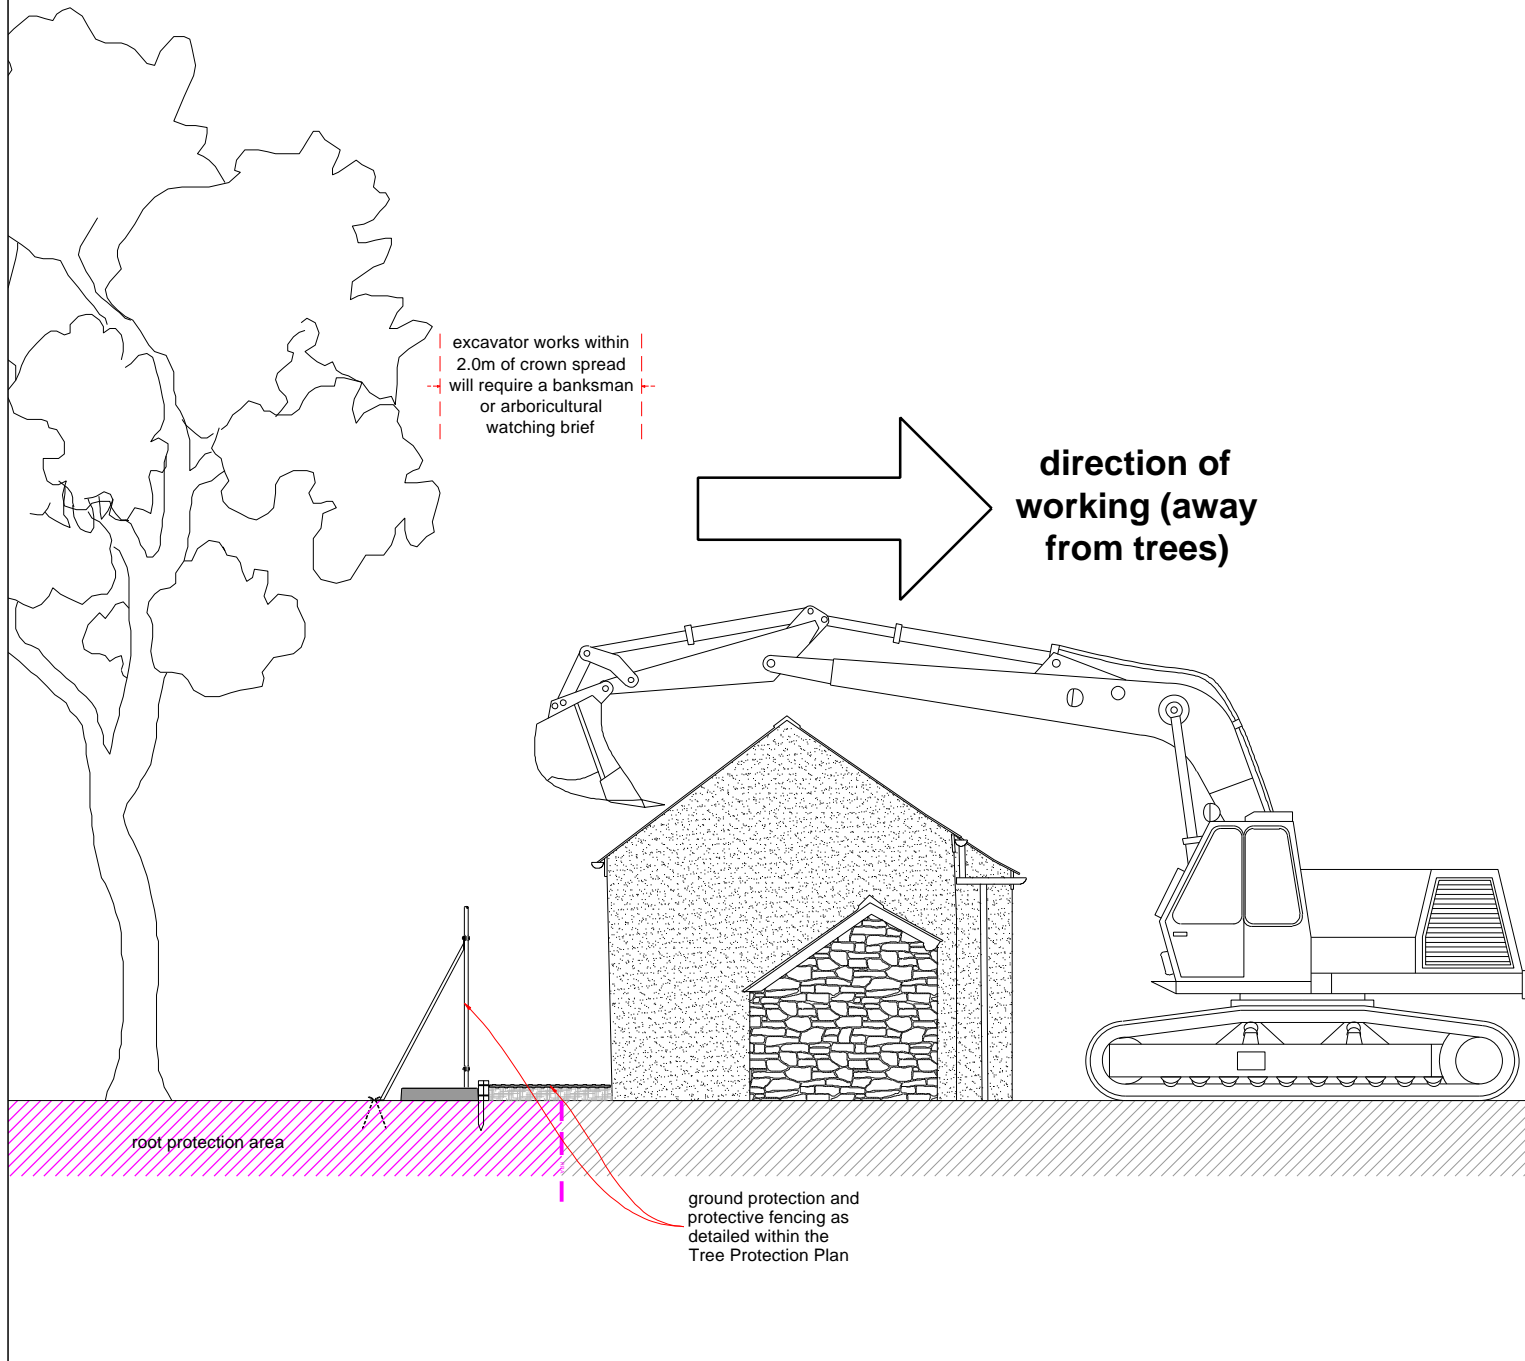 excavator works within
2.0m of crown spread
will require a banksman
or arboricultural
watching brief
direction of
working (away
from trees)
root protection area
ground protection and
protective fencing as
detailed within the
Tree Protection Plan